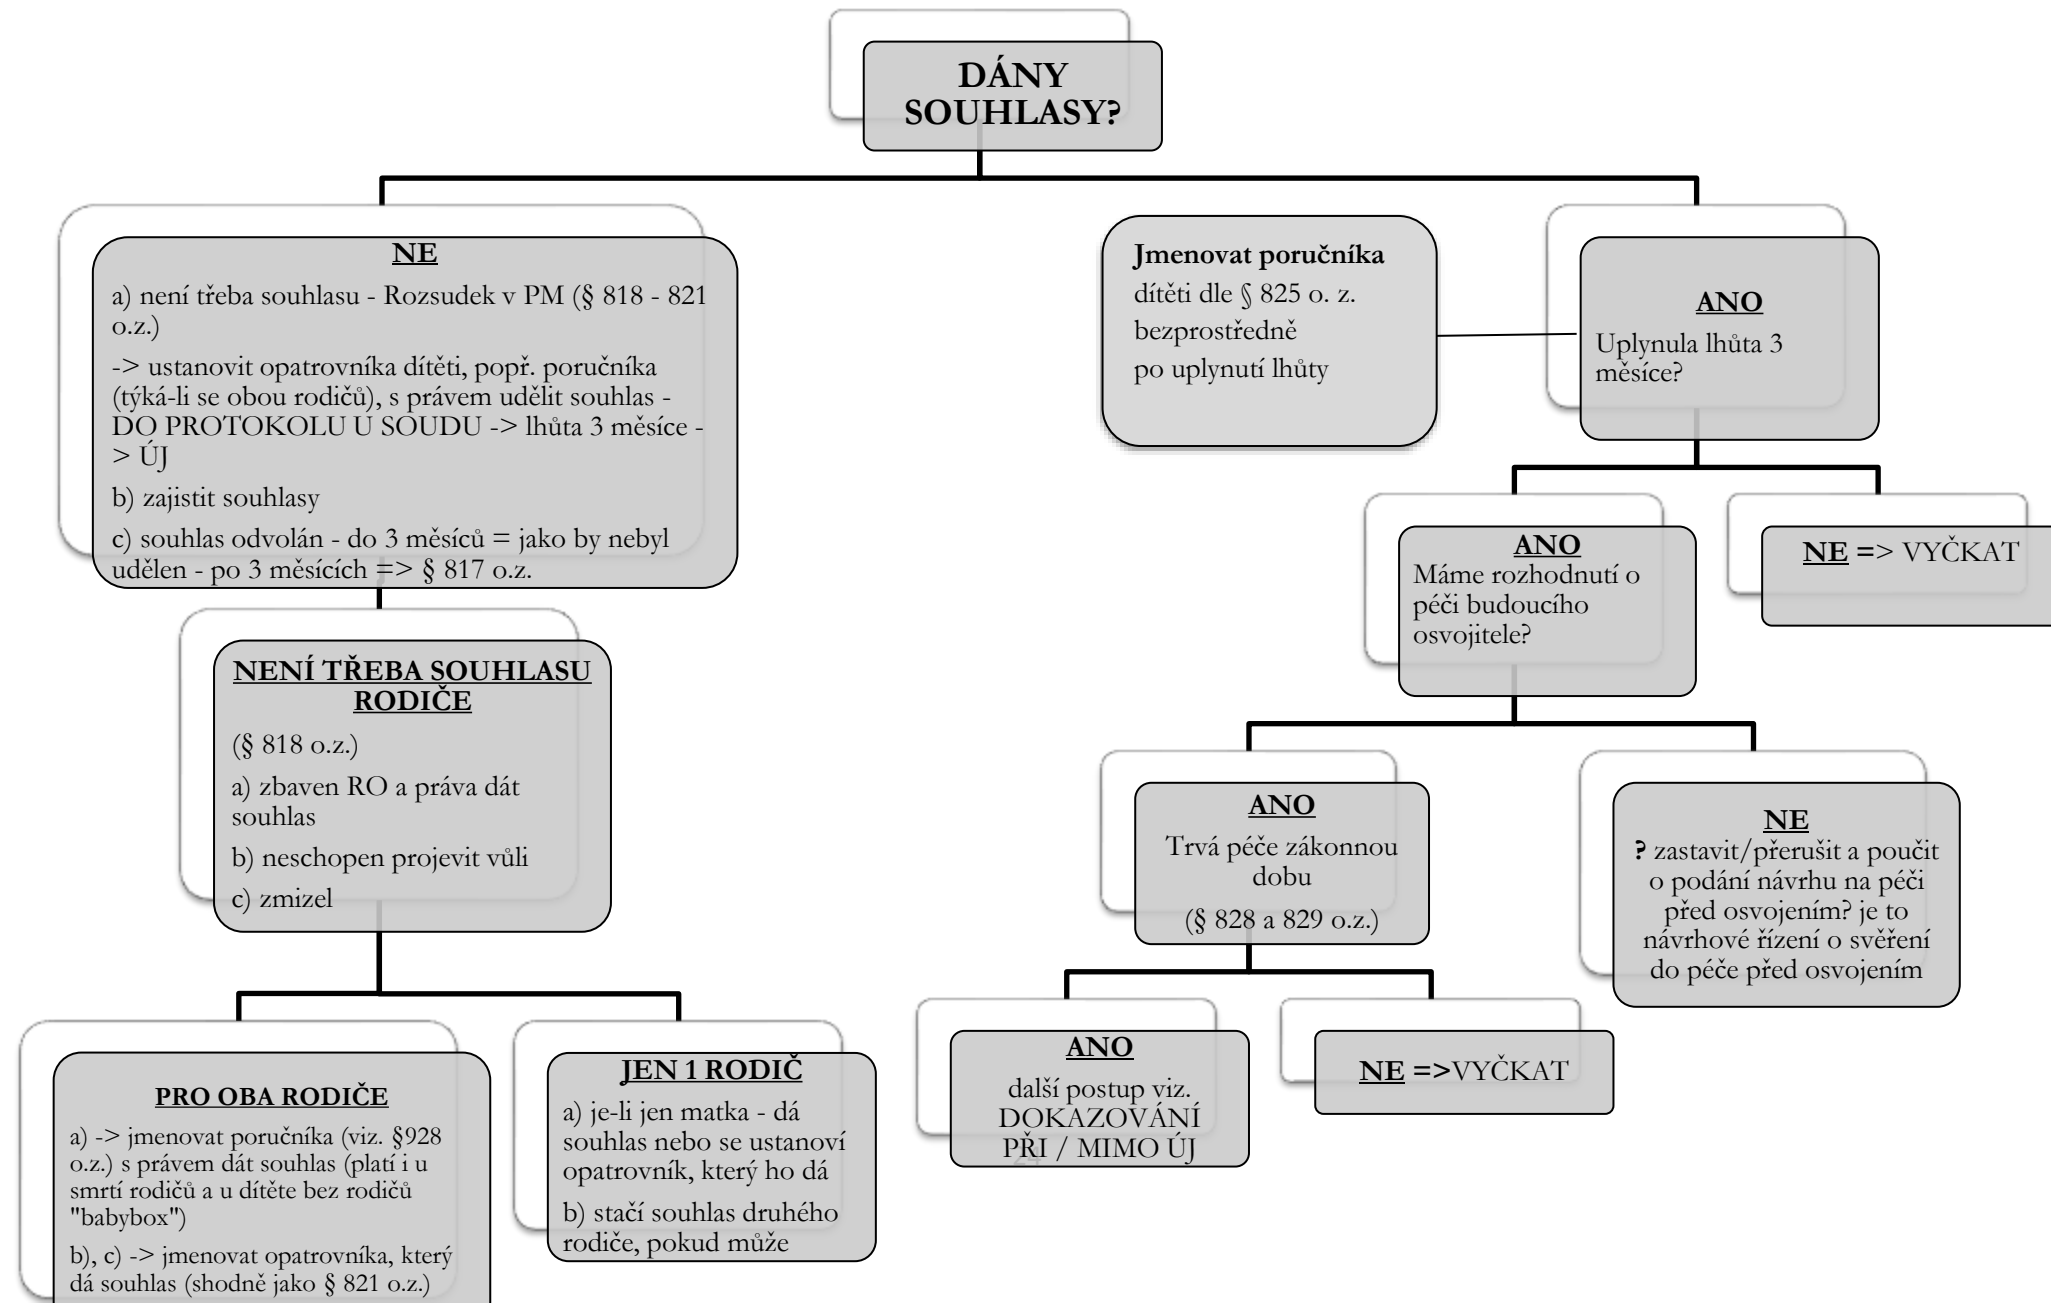 DÁNY
SOUHLASY?
NE
a) není třeba souhlasu - Rozsudek v PM (§ 818 - 821
o.z.)
-> ustanovit opatrovníka dítěti, popř. poručníka
(týká-li se obou rodičů), s právem udělit souhlas -
DO PROTOKOLU U SOUDU -> lhůta 3 měsíce -
> ÚJ
b) zajistit souhlasy
c) souhlas odvolán - do 3 měsíců = jako by nebyl
udělen - po 3 měsících => § 817 o.z.
Jmenovat poručníka
dítěti dle § 825 o. z.
bezprostředně
po uplynutí lhůty
ANO
Uplynula lhůta 3
měsíce?
ANO
Máme rozhodnutí o
péči budoucího
osvojitele?
NE => VYČKAT
NENÍ TŘEBA SOUHLASU
RODIČE
(§ 818 o.z.)
a) zbaven RO a práva dát
souhlas
b) neschopen projevit vůli
c) zmizel
ANO
Trvá péče zákonnou
dobu
(§ 828 a 829 o.z.)
NE
? zastavit/přerušit a poučit
o podání návrhu na péči
před osvojením? je to
návrhové řízení o svěření
do péče před osvojením
PRO OBA RODIČE
a) -> jmenovat poručníka (viz. §928
o.z.) s právem dát souhlas (platí i u
smrtí rodičů a u dítěte bez rodičů
"babybox")
b), c) -> jmenovat opatrovníka, který
dá souhlas (shodně jako § 821 o.z.)
JEN 1 RODIČ
a) je-li jen matka - dá
souhlas nebo se ustanoví
opatrovník, který ho dá
b) stačí souhlas druhého
rodiče, pokud může
ANO
další postup viz.
DOKAZOVÁNÍ
PŘI / MIMO ÚJ
NE =>VYČKAT